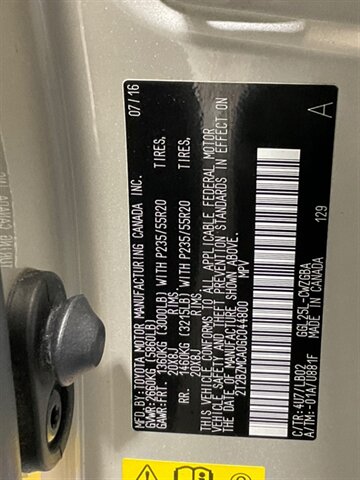 MFD BY:
TOYOTA MOTOR MANUFACTURING CANADA INC.
07/16
GVWR: 2660KG (5860LB)
GAWR: FR. 1360KG (3000LB) WITH P235/55R20 TIRES,
20X8J RIMS
RR. 1460KG (3210LB) WITH P235/55R20 TIRES,
20X8J RIMS
THIS VEHICLE CONFORMS TO ALL APPLICABLE FEDERAL MOTOR
VEHICLE SAFETY AND THEFT PREVENTION STANDARDS IN EFFECT ON
THE DATE OF MANUFACTURE SHOWN ABOVE.
2T2BZMCA0GC044800 MPV
A
C/TR:4U7/LB02 GGL25L-CWZGBA
A/TM:-01A/U881F MADE IN CANADA
129